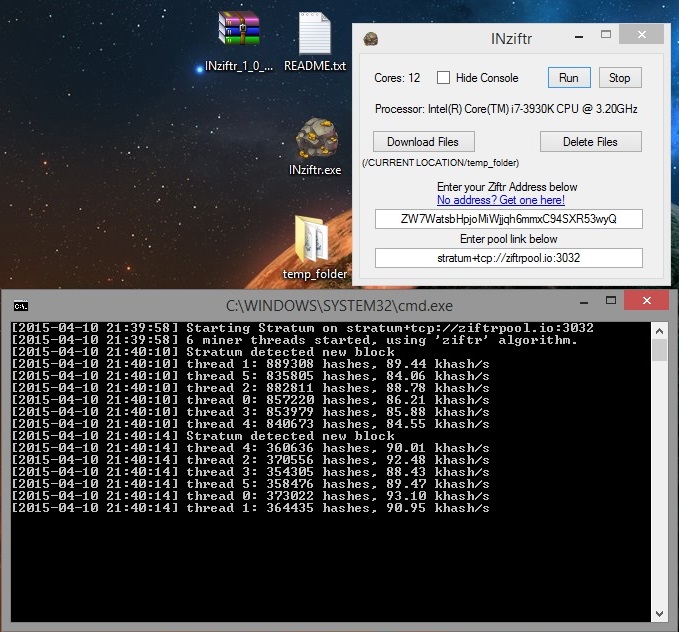 INziftr_1_0_...
README.txt
INziftr.exe
temp_folder
INziftr
Cores: 12
Hide Console
Run
Stop
Processor: Intel(R) Core(TM) i7-3930K CPU @ 3.20GHz
Download Files
Delete Files
(/CURRENT LOCATION/temp_folder)
Enter your Ziftr Address below
No address? Get one here!
ZW7WatsbHpjoMiWjjqh6mmxC94SXR53wyQ
Enter pool link below
stratum+tcp://ziftrpool.io:3032
C:\WINDOWS\SYSTEM32\cmd.exe
[2015-04-10 21:39:58] Starting Stratum on stratum+tcp://ziftrpool.io:3032
[2015-04-10 21:39:58] 6 miner threads started, using 'ziftr' algorithm.
[2015-04-10 21:40:10] Stratum detected new block
[2015-04-10 21:40:10] thread 1: 889308 hashes, 89.44 khash/s
[2015-04-10 21:40:10] thread 5: 835805 hashes, 84.06 khash/s
[2015-04-10 21:40:10] thread 2: 882811 hashes, 88.78 khash/s
[2015-04-10 21:40:10] thread 0: 857220 hashes, 86.21 khash/s
[2015-04-10 21:40:10] thread 3: 853979 hashes, 85.88 khash/s
[2015-04-10 21:40:10] thread 4: 840673 hashes, 84.55 khash/s
[2015-04-10 21:40:14] Stratum detected new block
[2015-04-10 21:40:14] thread 4: 360636 hashes, 90.01 khash/s
[2015-04-10 21:40:14] thread 2: 370556 hashes, 92.48 khash/s
[2015-04-10 21:40:14] thread 3: 354305 hashes, 88.43 khash/s
[2015-04-10 21:40:14] thread 5: 358476 hashes, 89.47 khash/s
[2015-04-10 21:40:14] thread 0: 373022 hashes, 93.10 khash/s
[2015-04-10 21:40:14] thread 1: 364435 hashes, 90.95 khash/s